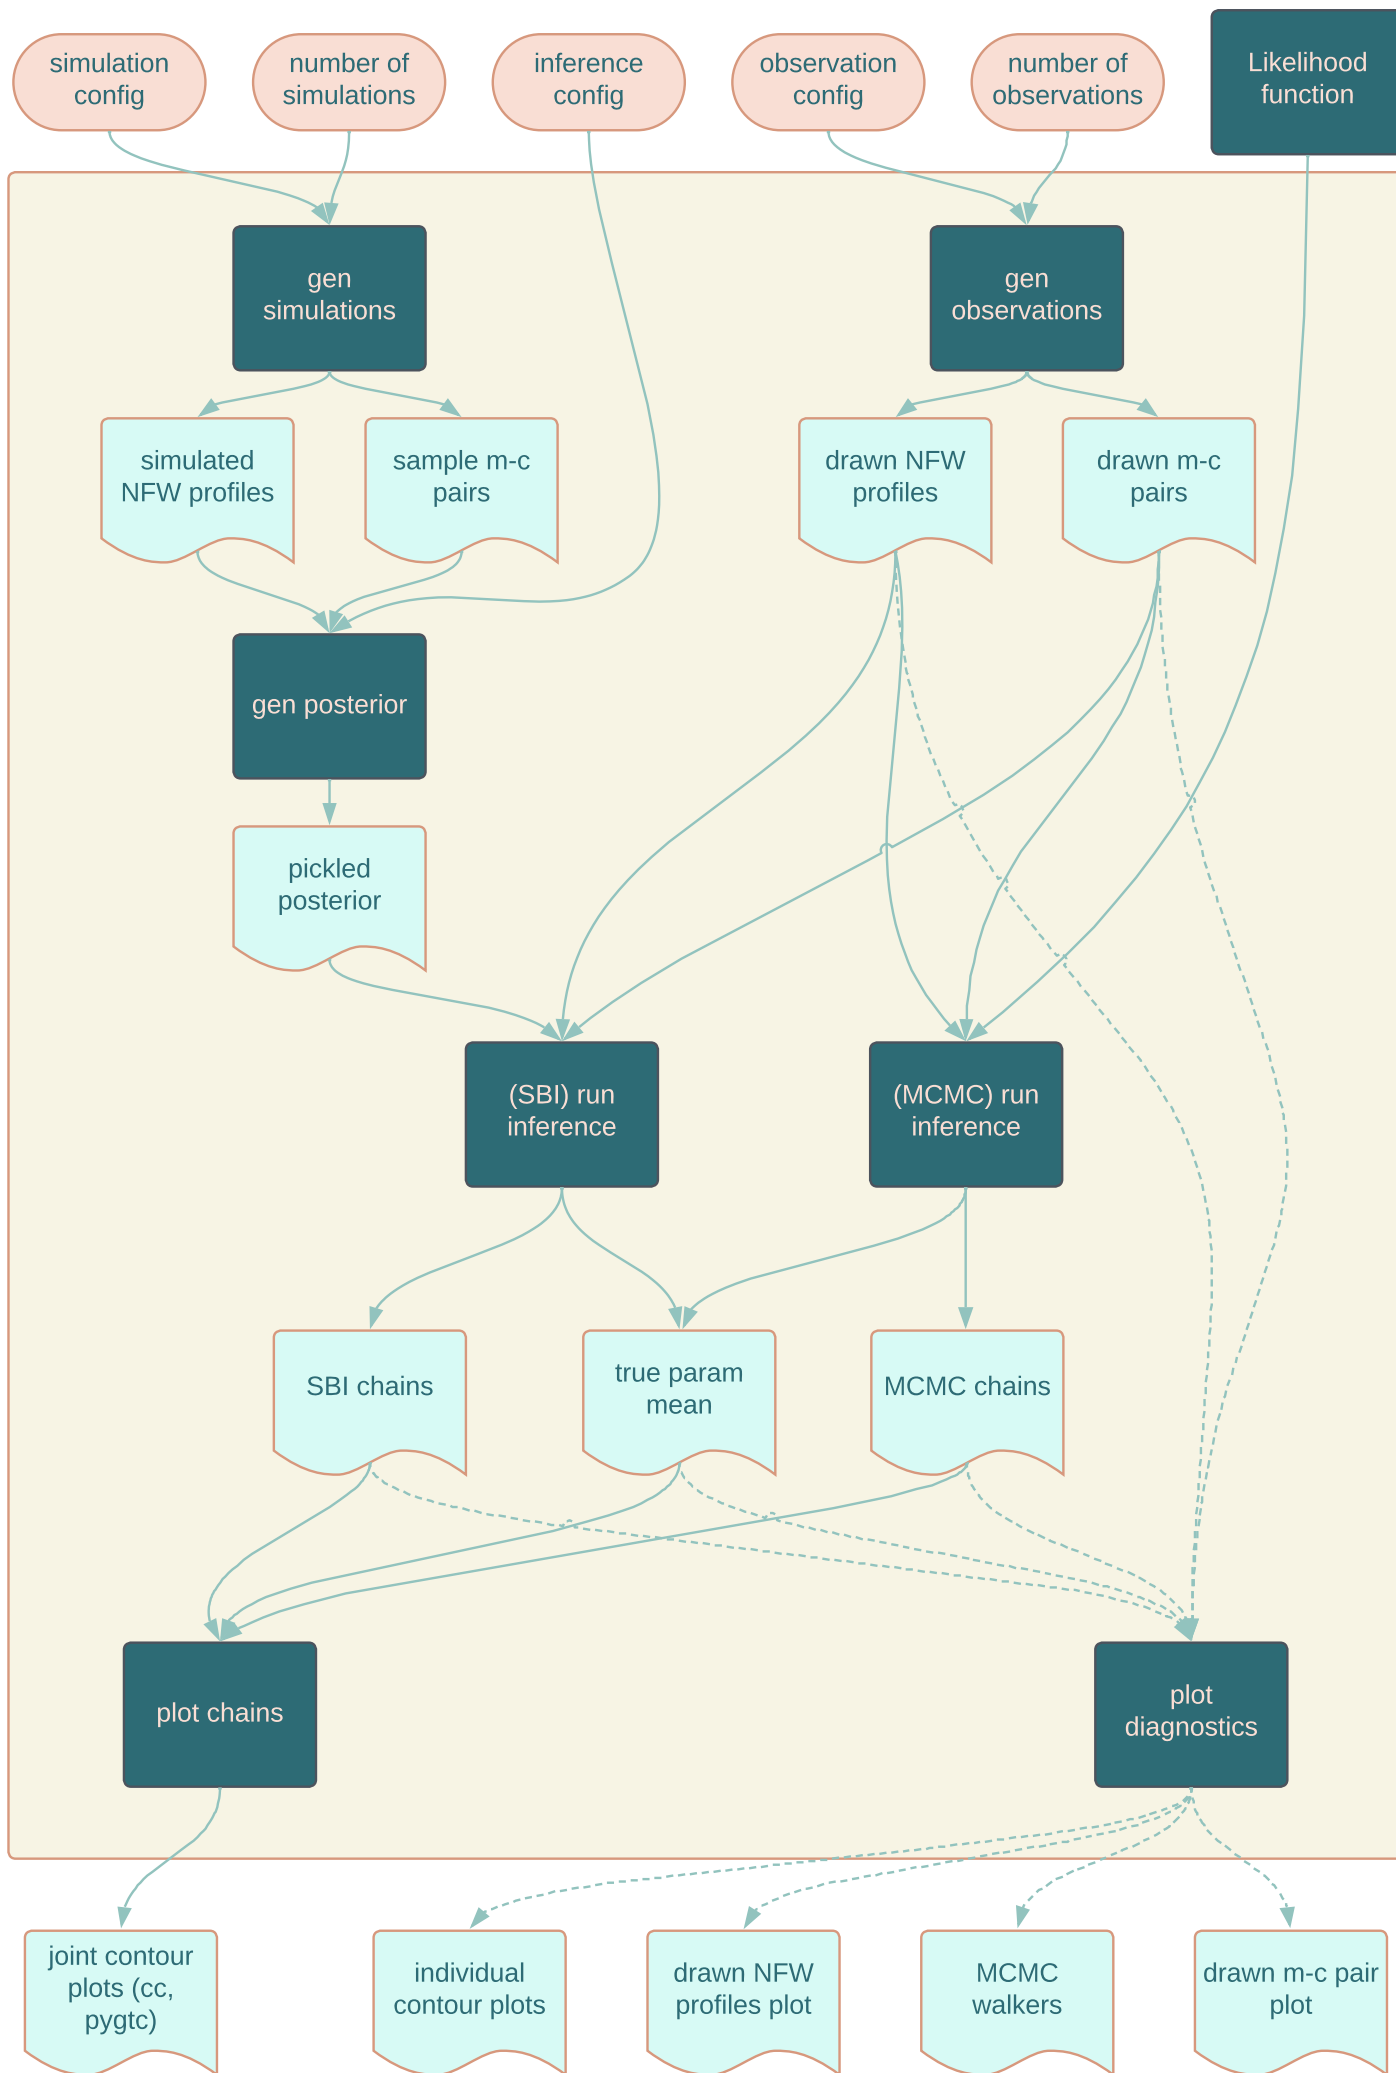 simulation
config
number of
simulations
inference
config
observation
config
number of
observations
Likelihood
function
gen
simulations
gen
observations
simulated
NFW profiles
sample m-c
pairs
drawn NFW
profiles
drawn m-c
pairs
gen posterior
pickled
posterior
(SBI) run
inference
(MCMC) run
inference
SBI chains
true param
mean
MCMC chains
plot chains
plot
diagnostics
joint contour
plots (cc,
pygtc)
individual
contour plots
drawn NFW
profiles plot
MCMC
walkers
drawn m-c pair
plot